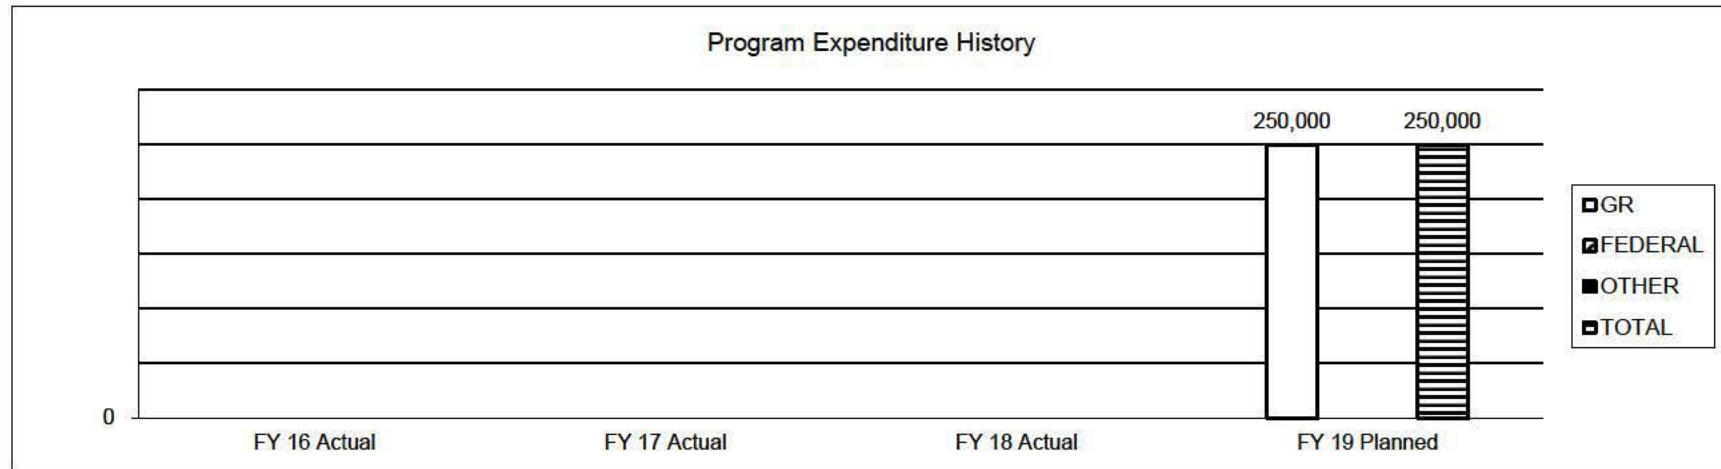 Program Expenditure History
250,000 250,000
GR
FEDERAL
OTHER
TOTAL
0
FY 16 Actual FY 17 Actual FY 18 Actual FY 19 Planned